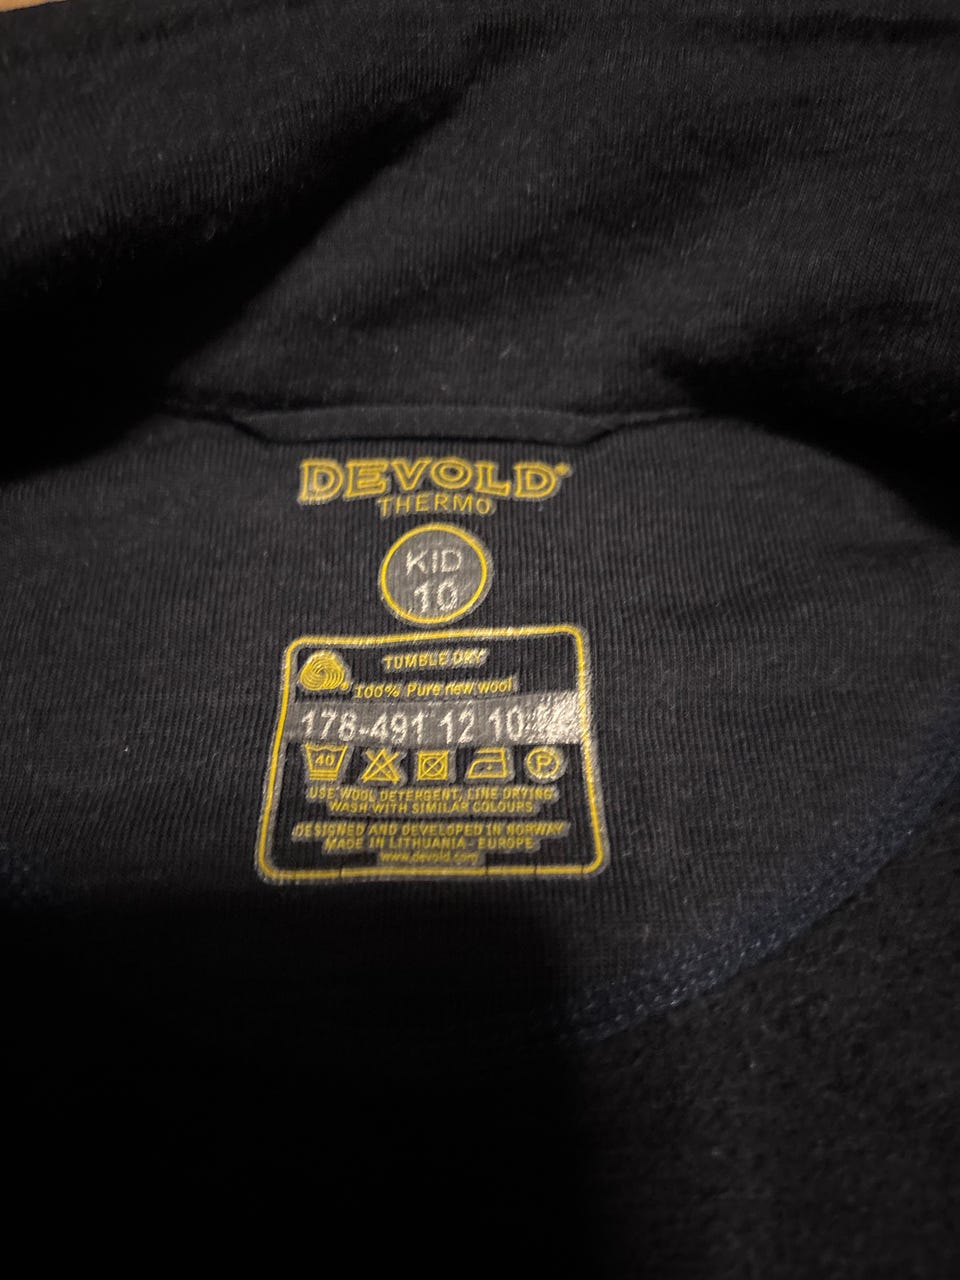 DEVOLD®
THERMO
KID
10
TUMBLE DRY
100% Pure new wool
178-491 12 10
40
P
USE WOOL DETERGENT, LINE DRYING
WASH WITH SIMILAR COLOURS
DESIGNED AND DEVELOPED IN NORWAY
MADE IN LITHUANIA - EUROPE
www.devold.com